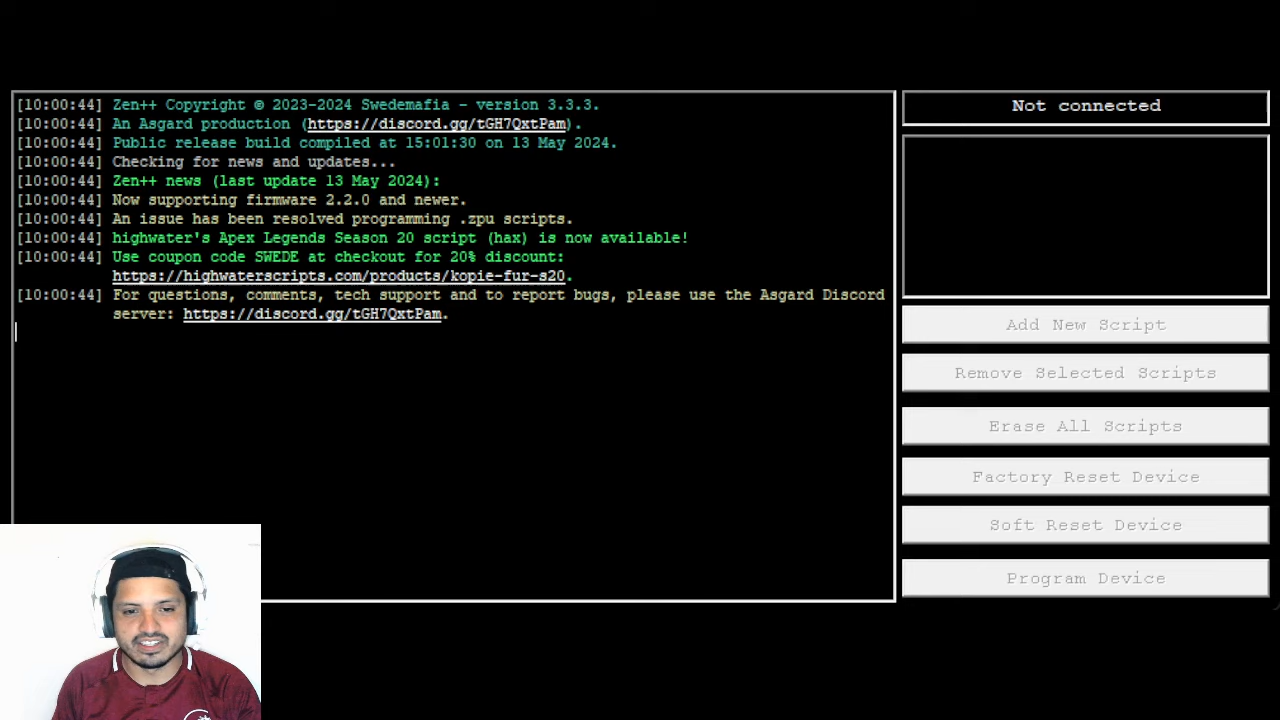 [10:00:44] Zen++ Copyright © 2023-2024 Swedemafia - version 3.3.3.
[10:00:44] An Asgard production (https://discord.gg/tGH7QxtPam).
[10:00:44] Public release build compiled at 15:01:30 on 13 May 2024.
[10:00:44] Checking for news and updates...
[10:00:44] Zen++ news (last update 13 May 2024):
[10:00:44] Now supporting firmware 2.2.0 and newer.
[10:00:44] An issue has been resolved programming .zpu scripts.
[10:00:44] highwater's Apex Legends Season 20 script (hax) is now available!
[10:00:44] Use coupon code SWEDE at checkout for 20% discount:
https://highwaterscripts.com/products/kopie-fur-s20.
[10:00:44] For questions, comments, tech support and to report bugs, please use the Asgard Discord
server: https://discord.gg/tGH7QxtPam.
Not connected
Add New Script
Remove Selected Scripts
Erase All Scripts
Factory Reset Device
Soft Reset Device
Program Device